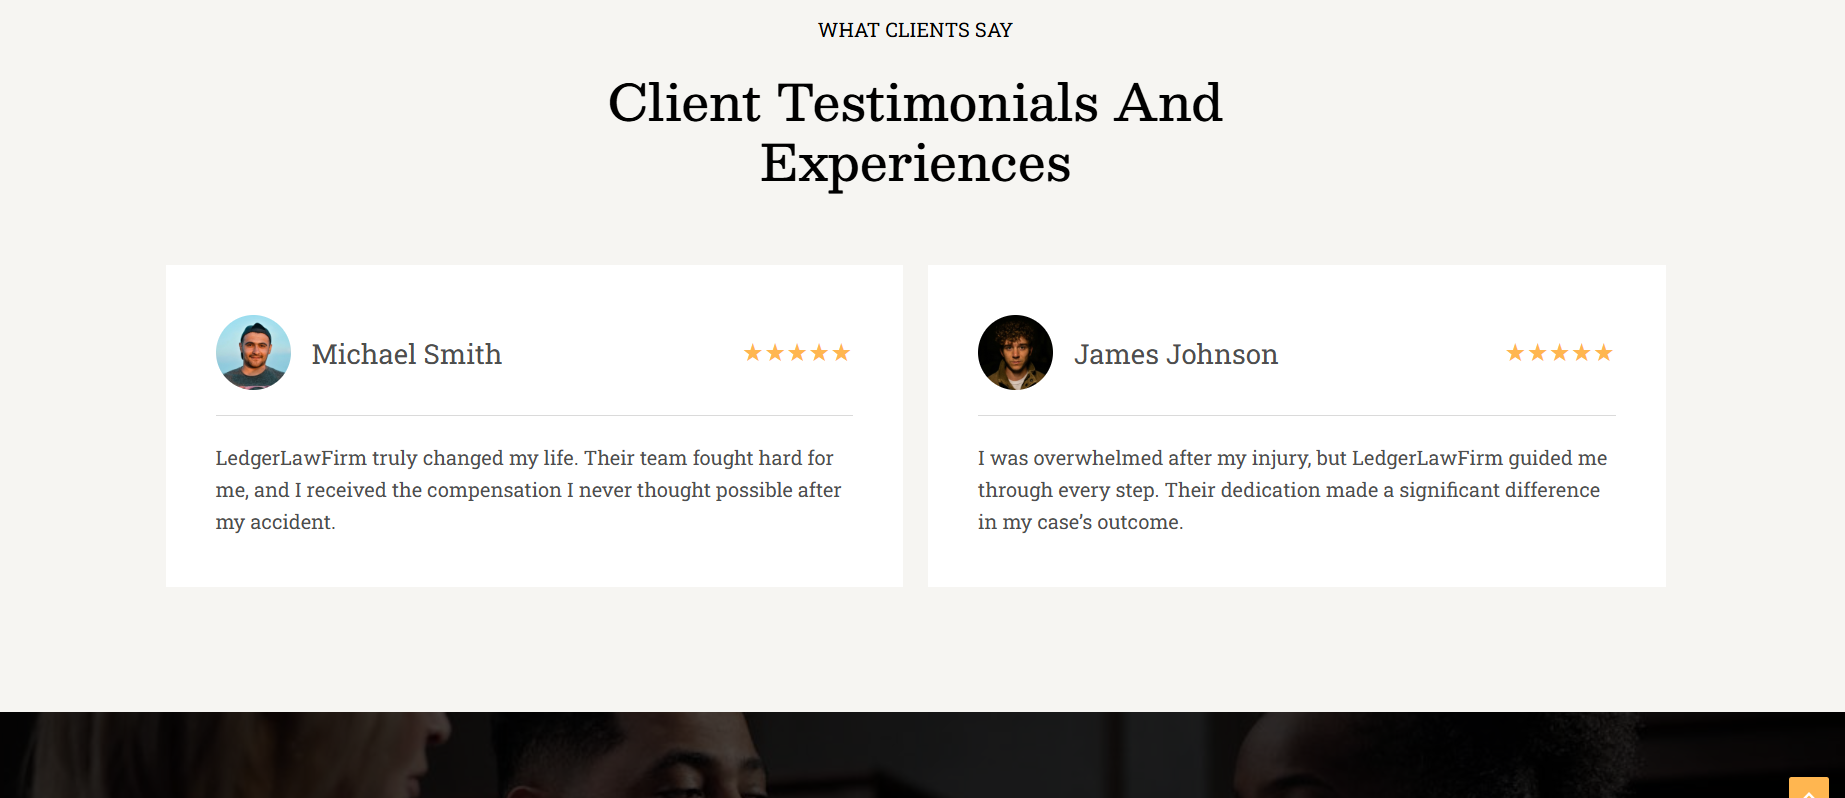 WHAT CLIENTS SAY
Client Testimonials And
Experiences
Michael Smith
LedgerLawFirm truly changed my life. Their team fought hard for
me, and I received the compensation I never thought possible after
my accident.
James Johnson
I was overwhelmed after my injury, but LedgerLawFirm guided me
through every step. Their dedication made a significant difference
in my case’s outcome.